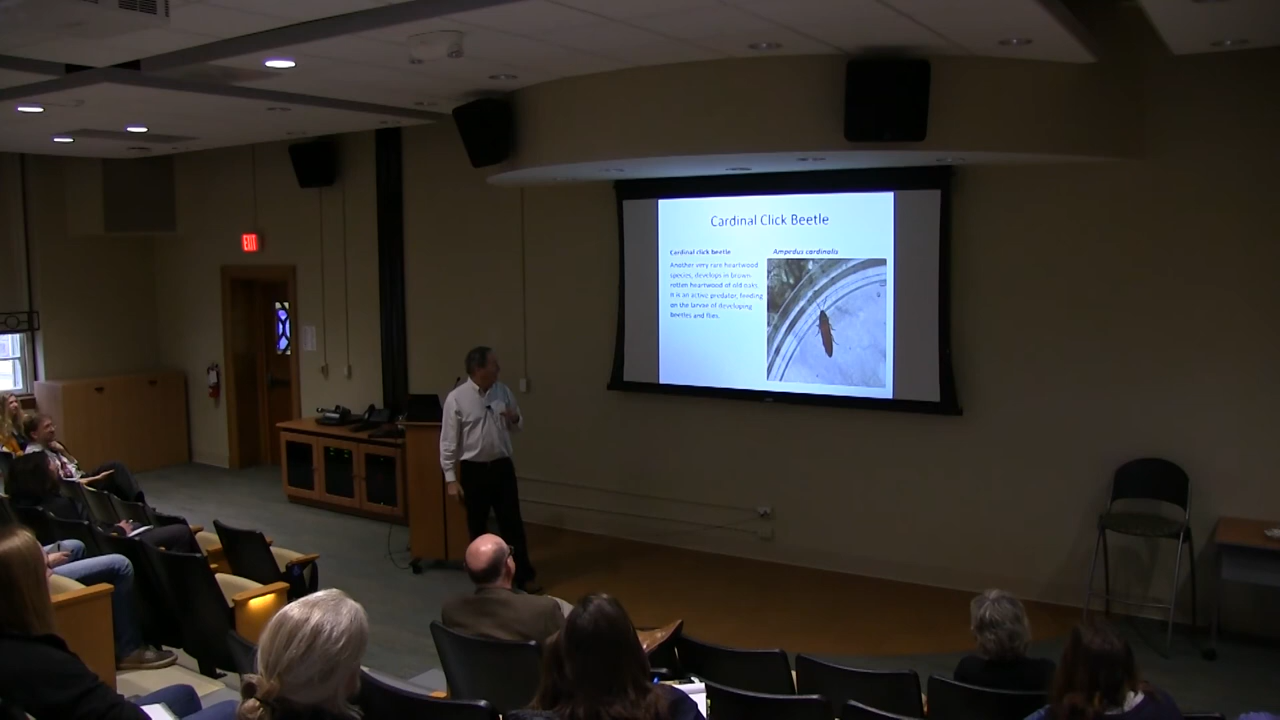 EXIT
Cardinal Click Beetle
Cardinal click beetle
Another very rare heartwood
species, develops in brown-
rotten heartwood of old oaks.
It is an active predator, feeding
on the larvae of developing
beetles and flies.
Ampedus cardinalis